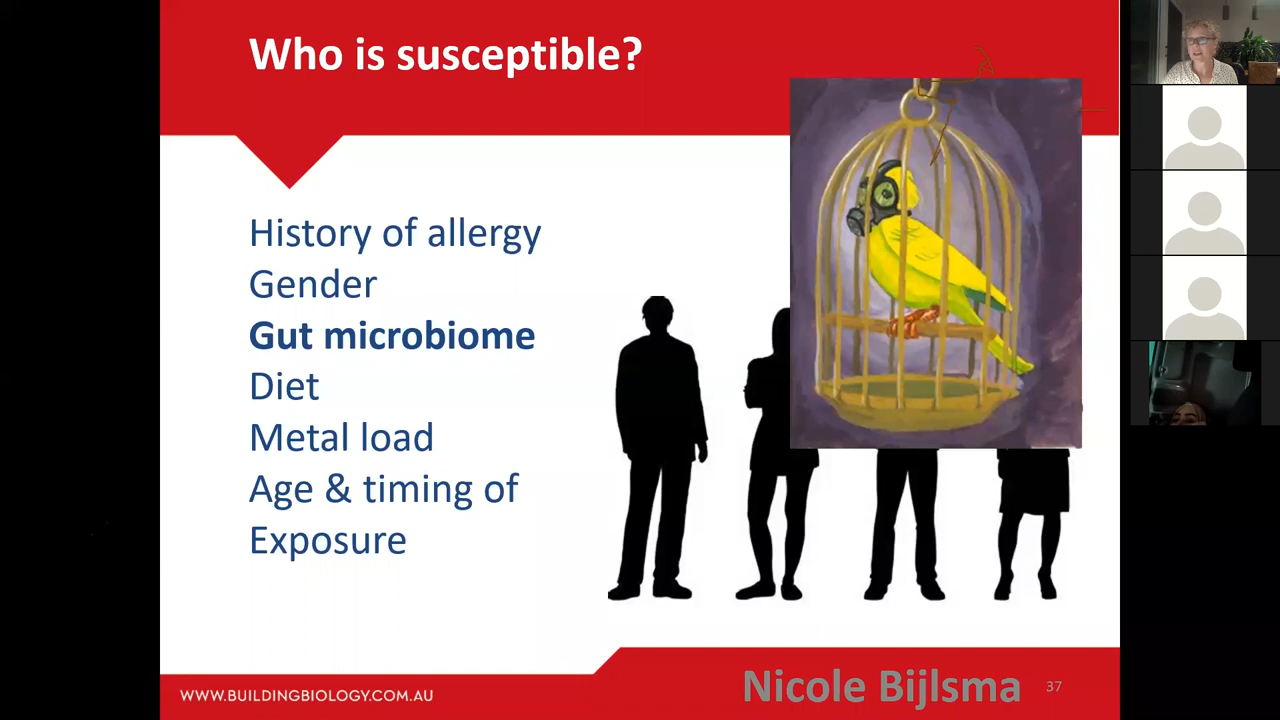 Who is susceptible?
History of allergy
Gender
Gut microbiome
Diet
Metal load
Age & timing of
Exposure
WWW.BUILDINGBIOLOGY.COM.AU
Nicole Bijlsma
37